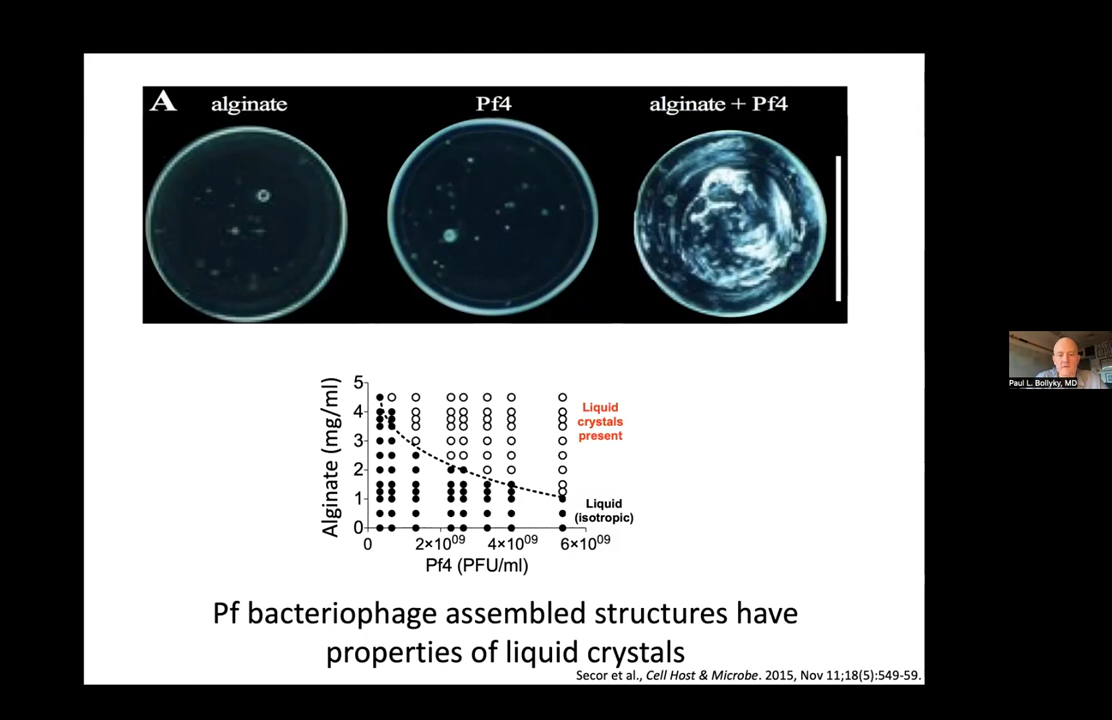 A
alginate
Pf4
alginate + Pf4
Alginate (mg/ml)
5
4
3
2
1
0
Liquid
crystals
present
Liquid
(isotropic)
0
2×10⁰⁹
4×10⁰⁹
6×10⁰⁹
Pf4 (PFU/ml)
Pf bacteriophage assembled structures have
properties of liquid crystals
Secor et al., Cell Host & Microbe. 2015, Nov 11;18(5):549-59.
Paul L. Bollyky, MD